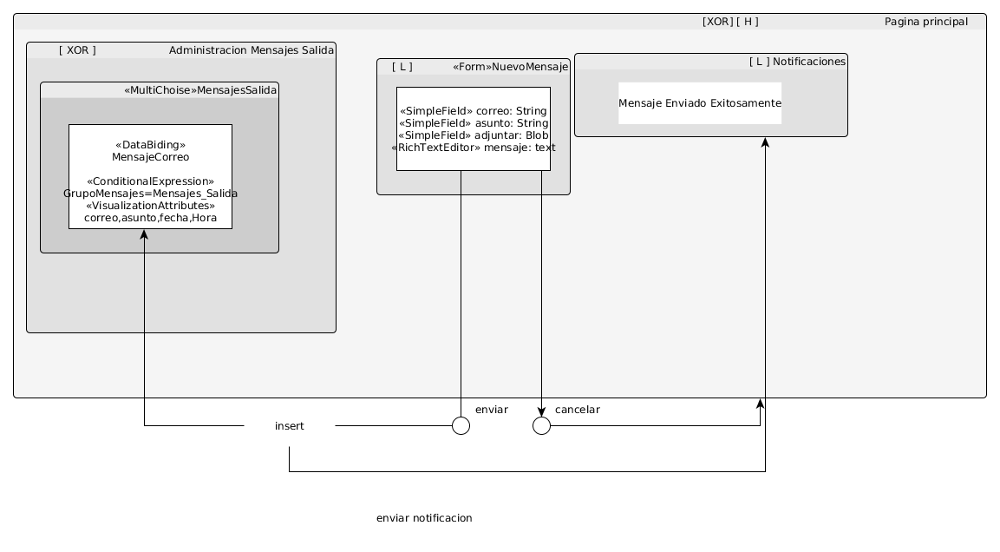 [XOR] [ H ] Pagina principal
[ XOR ] Administracion Mensajes Salida
«MultiChoise»MensajesSalida
«DataBiding»
MensajeCorreo
«ConditionalExpression»
GrupoMensajes=Mensajes_Salida
«VisualizationAttributes»
correo,asunto,fecha,Hora
[ L ] «Form»NuevoMensaje
«SimpleField» correo: String
«SimpleField» asunto: String
«SimpleField» adjuntar: Blob
«RichTextEditor» mensaje: text
[ L ] Notificaciones
Mensaje Enviado Exitosamente
enviar
cancelar
insert
enviar notificacion